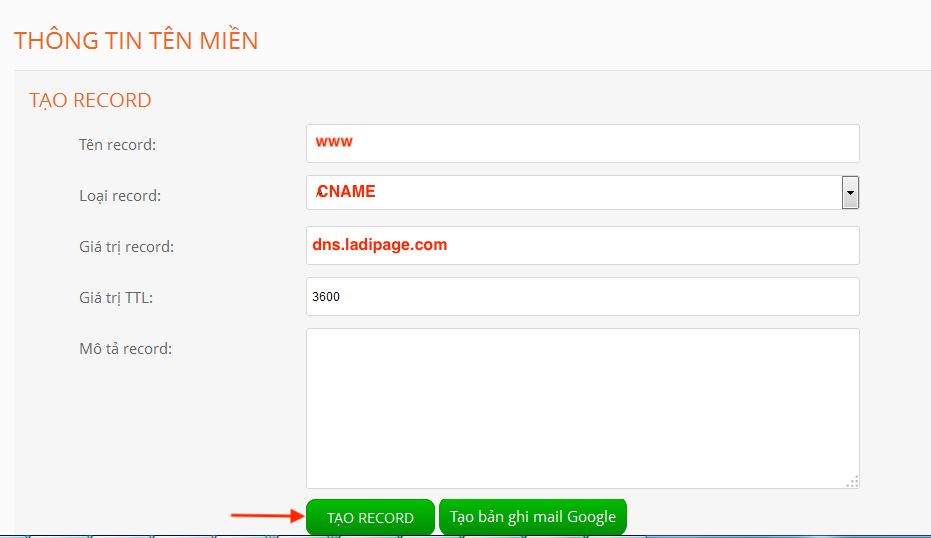 THÔNG TIN TÊN MIỀN
TẠO RECORD
Tên record:
www
Loại record:
CNAME
Giá trị record:
dns.ladipage.com
Giá trị TTL:
3600
Mô tả record:
TẠO RECORD
Tạo bản ghi mail Google